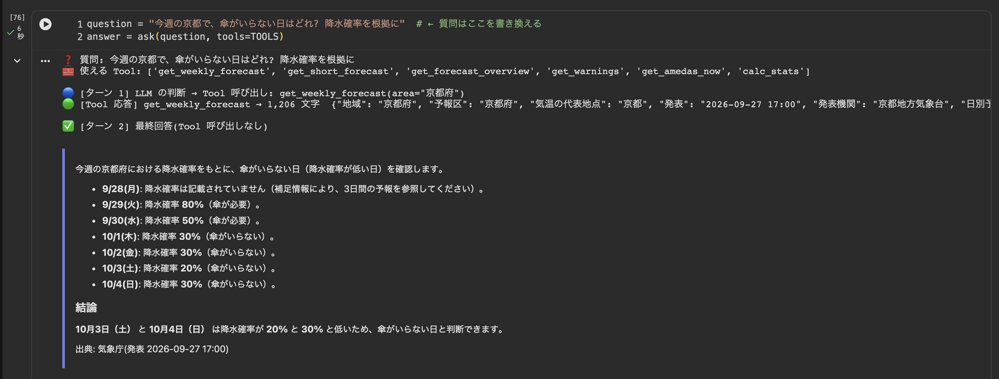 [76]
6
秒
1 question = "今週の京都で、傘がいらない日はどれ? 降水確率を根拠に"  # ← 質問はここを書き換える
2 answer = ask(question, tools=TOOLS)
❓ 質問: 今週の京都で、傘がいらない日はどれ? 降水確率を根拠に
🧰 使える Tool: ['get_weekly_forecast', 'get_short_forecast', 'get_forecast_overview', 'get_warnings', 'get_amedas_now', 'calc_stats']
🔵 [ターン 1] LLM の判断 → Tool 呼び出し: get_weekly_forecast(area="京都府")
🟢 [Tool 応答] get_weekly_forecast → 1,206 文字  {"地域": "京都府", "予報区": "京都府", "気温の代表地点": "京都", "発表": "2026-09-27 17:00", "発表機関": "京都地方気象台", "日別予
✅ [ターン 2] 最終回答(Tool 呼び出しなし)
今週の京都府における降水確率をもとに、傘がいらない日（降水確率が低い日）を確認します。
• 9/28(月): 降水確率は記載されていません（補足情報により、3日間の予報を参照してください）。
• 9/29(火): 降水確率 80%（傘が必要）。
• 9/30(水): 降水確率 50%（傘が必要）。
• 10/1(木): 降水確率 30%（傘がいらない）。
• 10/2(金): 降水確率 30%（傘がいらない）。
• 10/3(土): 降水確率 20%（傘がいらない）。
• 10/4(日): 降水確率 30%（傘がいらない）。
結論
10月3日（土） と 10月4日（日） は降水確率が 20% と 30% と低いため、傘がいらない日と判断できます。
出典: 気象庁(発表 2026-09-27 17:00)